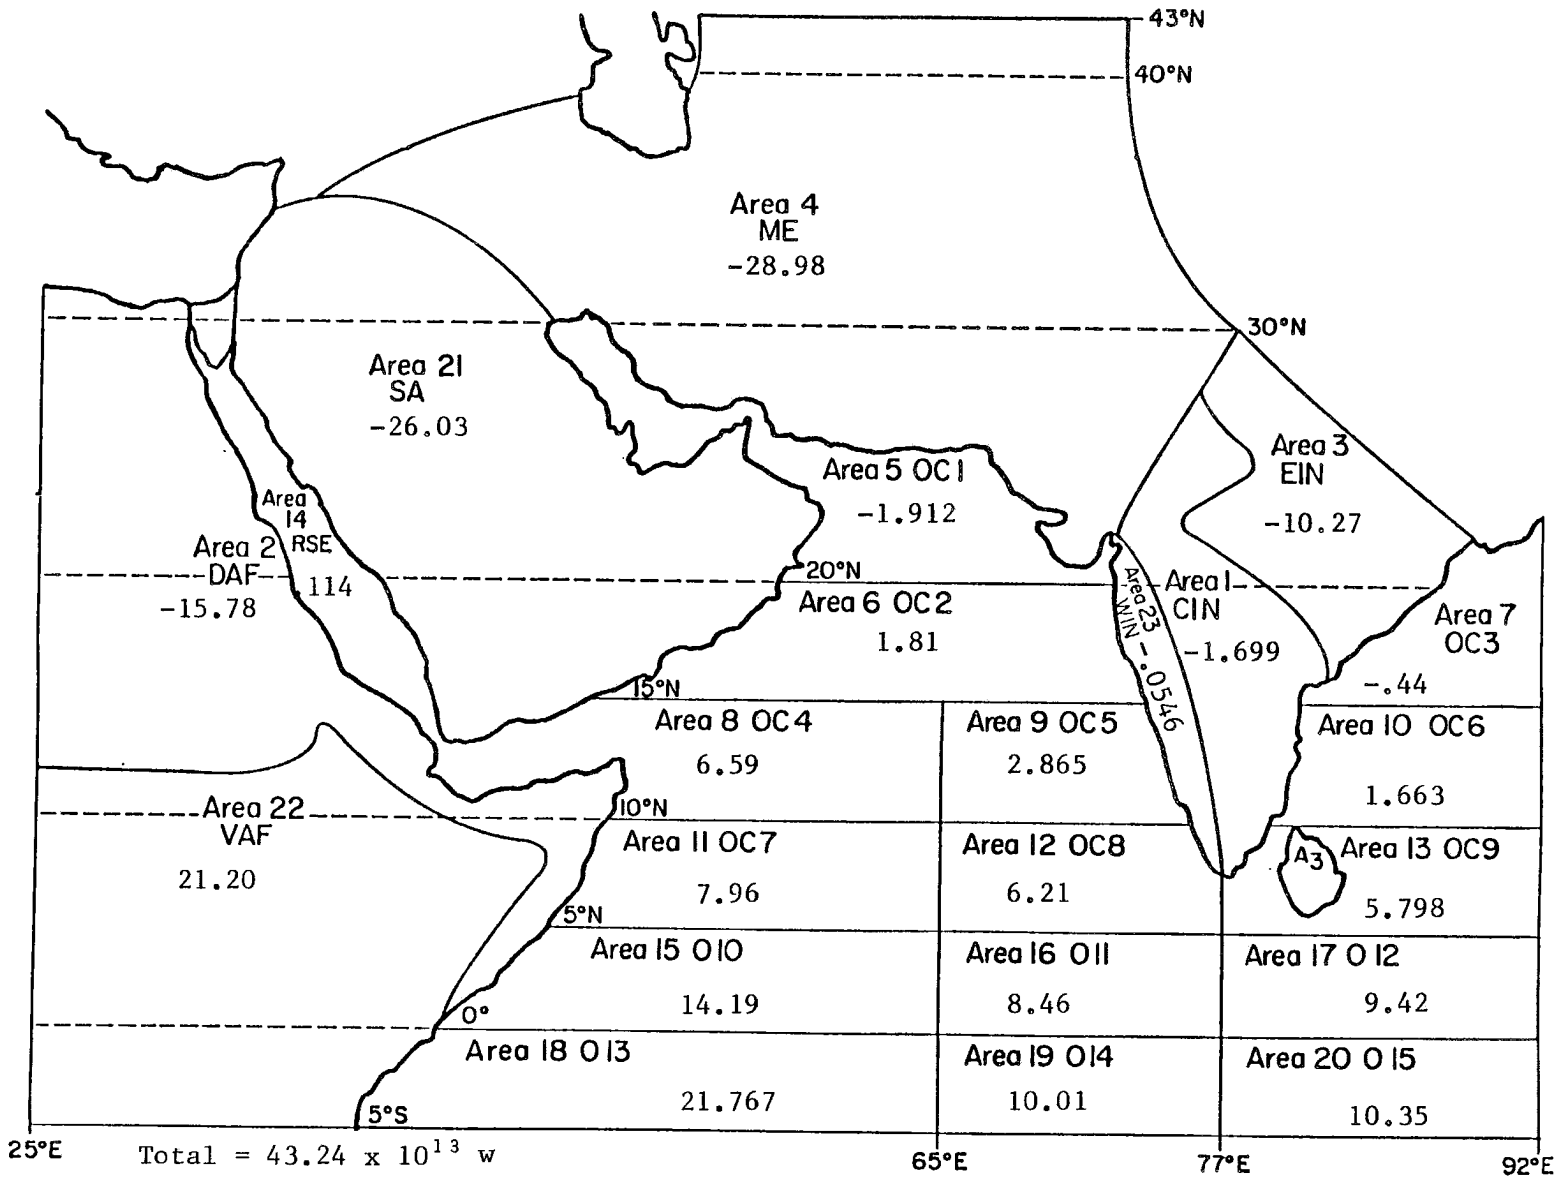 43°N
40°N
Area 4
ME
-28.98
30°N
Area 21
SA
-26.03
Area 3
EIN
-10.27
Area 5 OC1
-1.912
Area
14
RSE
114
Area 2
DAF
-15.78
20°N
Area 6 OC2
1.81
Area 23
WIN -.0546
Area 1
CIN
-1.699
Area 7
OC3
-.44
15°N
Area 8 OC4
6.59
Area 9 OC5
2.865
Area 10 OC6
1.663
Area 22
VAF
21.20
10°N
Area 11 OC7
7.96
Area 12 OC8
6.21
A3
Area 13 OC9
5.798
5°N
Area 15 O10
14.19
Area 16 O11
8.46
Area 17 O12
9.42
0°
Area 18 O13
21.767
Area 19 O14
10.01
Area 20 O15
10.35
5°S
25°E
65°E
77°E
92°E
Total = 43.24 x 10¹³ w